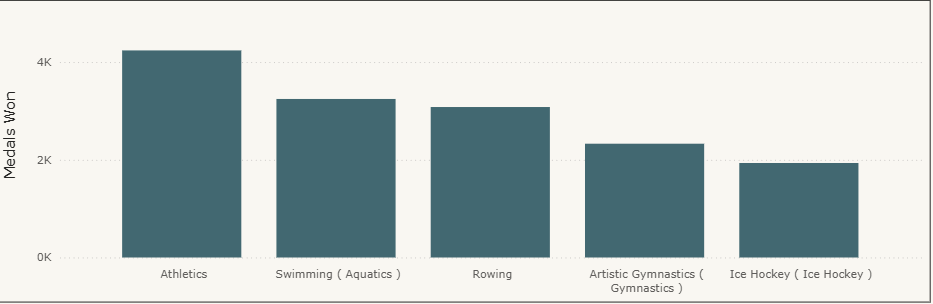 Medals Won
4K
2K
0K
Athletics
Swimming ( Aquatics )
Rowing
Artistic Gymnastics (
Gymnastics )
Ice Hockey ( Ice Hockey )